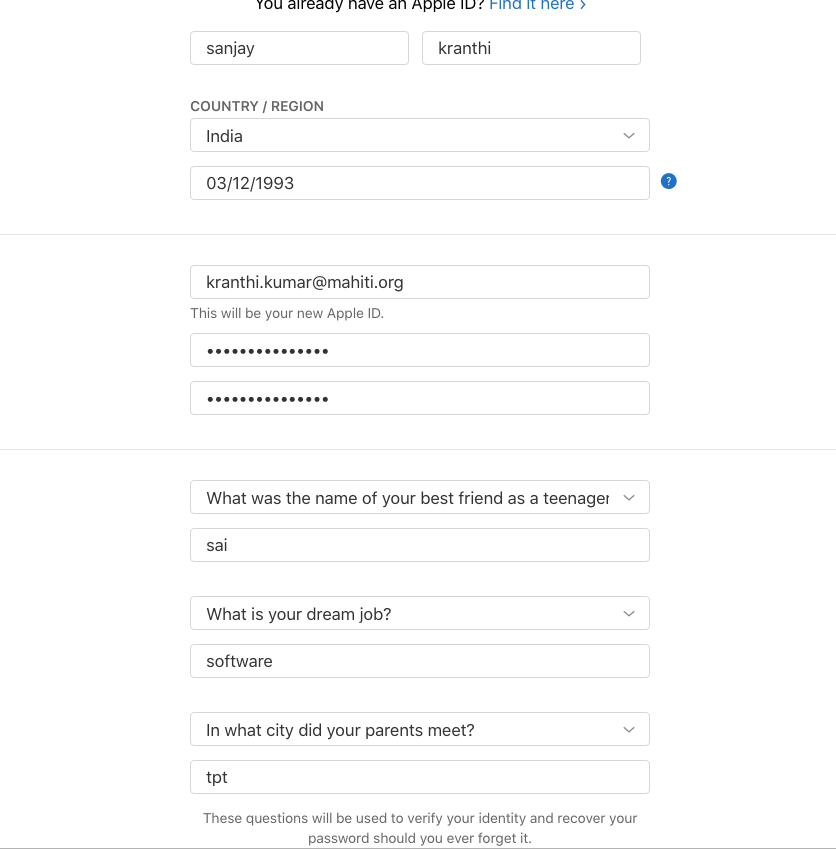 You already have an Apple ID? Find it here >
sanjay kranthi
COUNTRY / REGION
India
03/12/1993
?
kranthi.kumar@mahiti.org
This will be your new Apple ID.
•••••••••••••••
•••••••••••••••
What was the name of your best friend as a teenager
sai
What is your dream job?
software
In what city did your parents meet?
tpt
These questions will be used to verify your identity and recover your
password should you ever forget it.